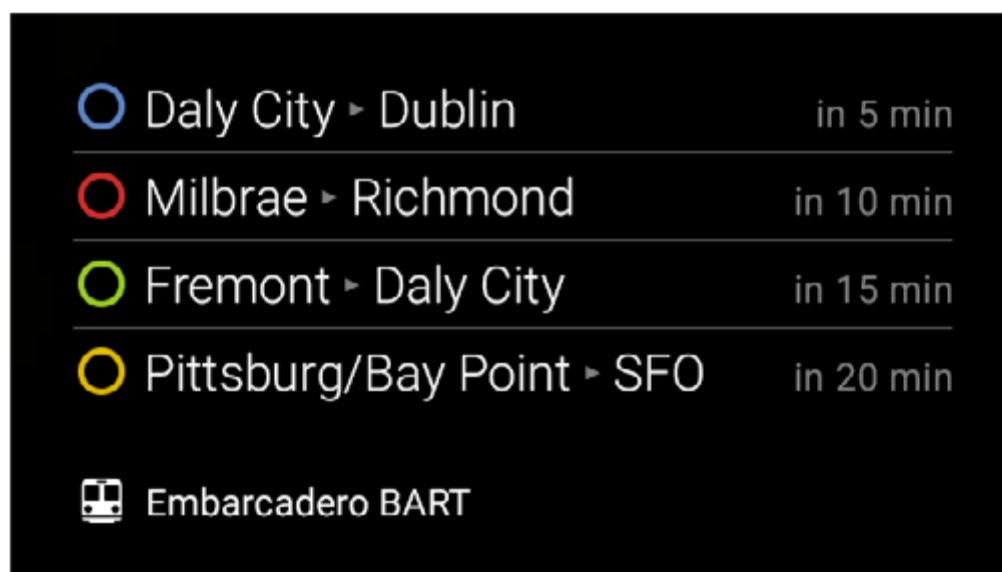 Daly City ▸ Dublin in 5 min
Milbrae ▸ Richmond in 10 min
Fremont ▸ Daly City in 15 min
Pittsburg/Bay Point ▸ SFO in 20 min
Embarcadero BART